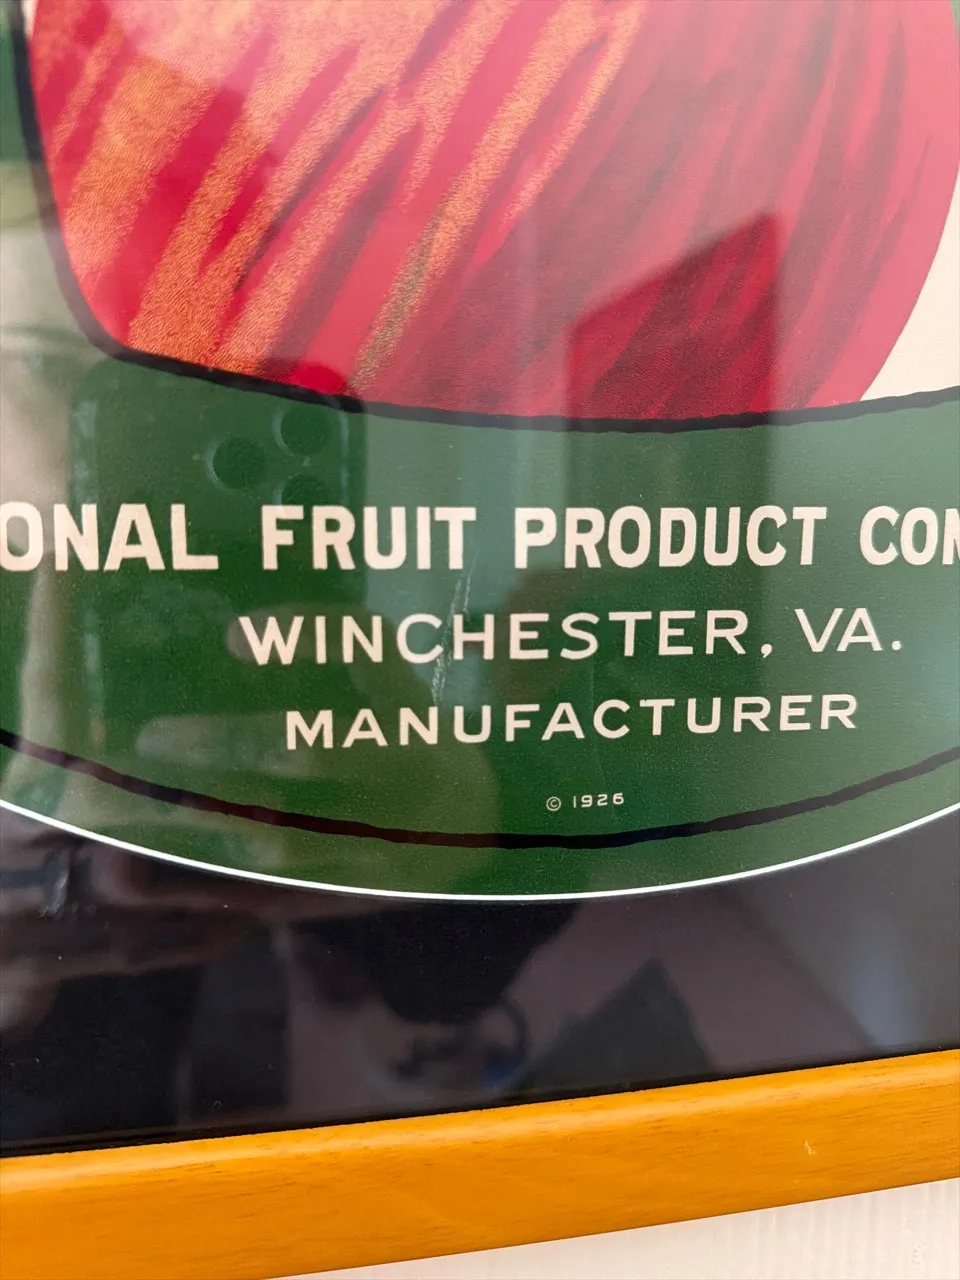 ONAL FRUIT PRODUCT COM
WINCHESTER, VA.
MANUFACTURER
© 1926